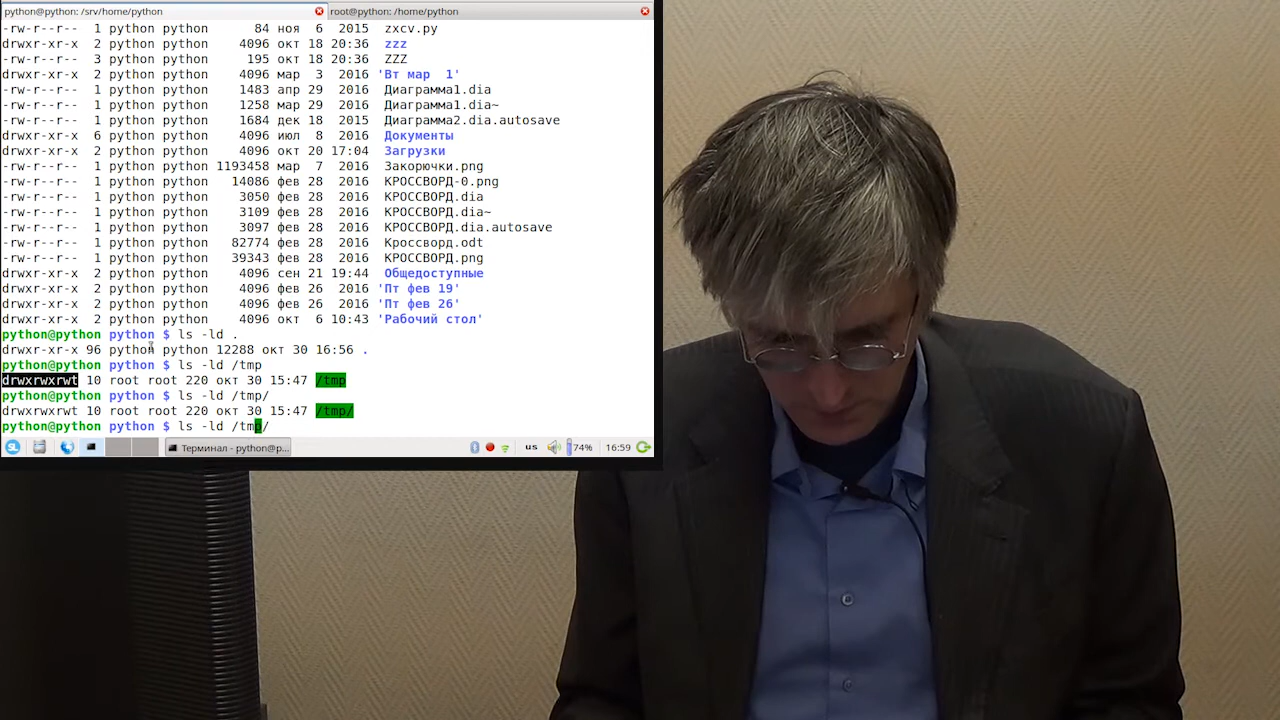 python@python: /srv/home/python
root@python: /home/python
-rw-r--r-- 1 python python 84 ноя 6 2015 zxcv.py
drwxr-xr-x 2 python python 4096 окт 18 20:36 zzz
-rw-r--r-- 3 python python 195 окт 18 20:36 ZZZ
drwxr-xr-x 2 python python 4096 мар 3 2016 'Вт мар  1'
-rw-r--r-- 1 python python 1483 апр 29 2016 Диаграмма1.dia
-rw-r--r-- 1 python python 1258 мар 29 2016 Диаграмма1.dia~
-rw-r--r-- 1 python python 1684 дек 18 2015 Диаграмма2.dia.autosave
drwxr-xr-x 6 python python 4096 июл 8 2016 Документы
drwxr-xr-x 2 python python 4096 окт 20 17:04 Загрузки
-rw-r--r-- 1 python python 1193458 мар 7 2016 Закорючки.png
-rw-r--r-- 1 python python 14086 фев 28 2016 КРОССВОРД-0.png
-rw-r--r-- 1 python python 3050 фев 28 2016 КРОССВОРД.dia
-rw-r--r-- 1 python python 3109 фев 28 2016 КРОССВОРД.dia~
-rw-r--r-- 1 python python 3097 фев 28 2016 КРОССВОРД.dia.autosave
-rw-r--r-- 1 python python 82774 фев 28 2016 Кроссворд.odt
-rw-r--r-- 1 python python 39343 фев 28 2016 КРОССВОРД.png
drwxr-xr-x 2 python python 4096 сен 21 19:44 Общедоступные
drwxr-xr-x 2 python python 4096 фев 26 2016 'Пт фев 19'
drwxr-xr-x 2 python python 4096 фев 26 2016 'Пт фев 26'
drwxr-xr-x 2 python python 4096 окт 6 10:43 'Рабочий стол'
python@python python $ ls -ld .
drwxr-xr-x 96 python python 12288 окт 30 16:56 .
python@python python $ ls -ld /tmp
drwxrwxrwt 10 root root 220 окт 30 15:47 /tmp
python@python python $ ls -ld /tmp/
drwxrwxrwt 10 root root 220 окт 30 15:47 /tmp/
python@python python $ ls -ld /tmp/
SL Терминал - python@p... us 74% 16:59